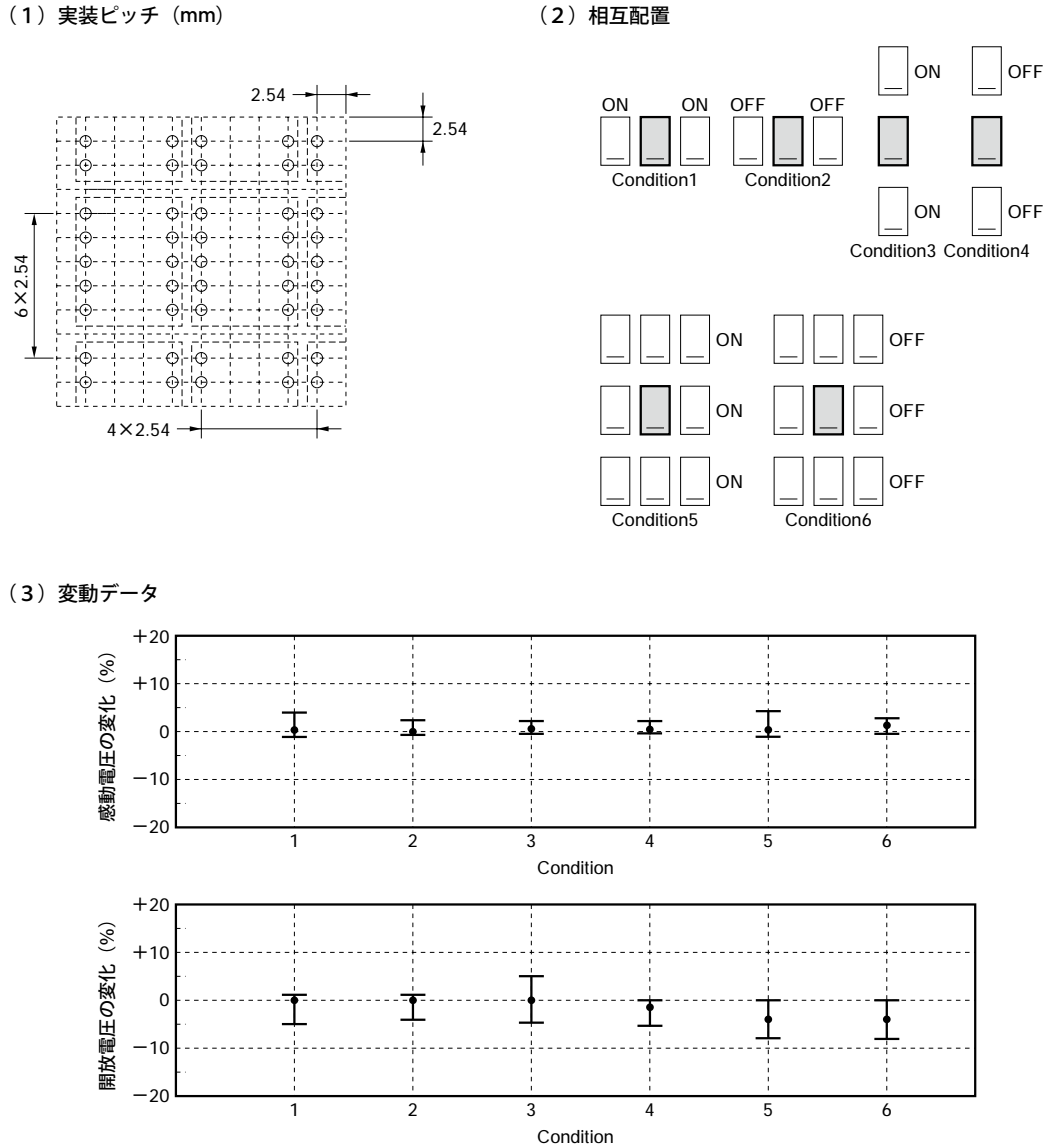 （１）実装ピッチ（mm）
2.54
2.54
6×2.54
4×2.54
（２）相互配置
ON ON OFF OFF
Condition1 Condition2
ON OFF
ON OFF
Condition3 Condition4
ON OFF
ON OFF
ON OFF
Condition5 Condition6
（３）変動データ
感動電圧の変化（%）
+20
+10
0
−10
−20
1 2 3 4 5 6
Condition
開放電圧の変化（%）
+20
+10
0
−10
−20
1 2 3 4 5 6
Condition